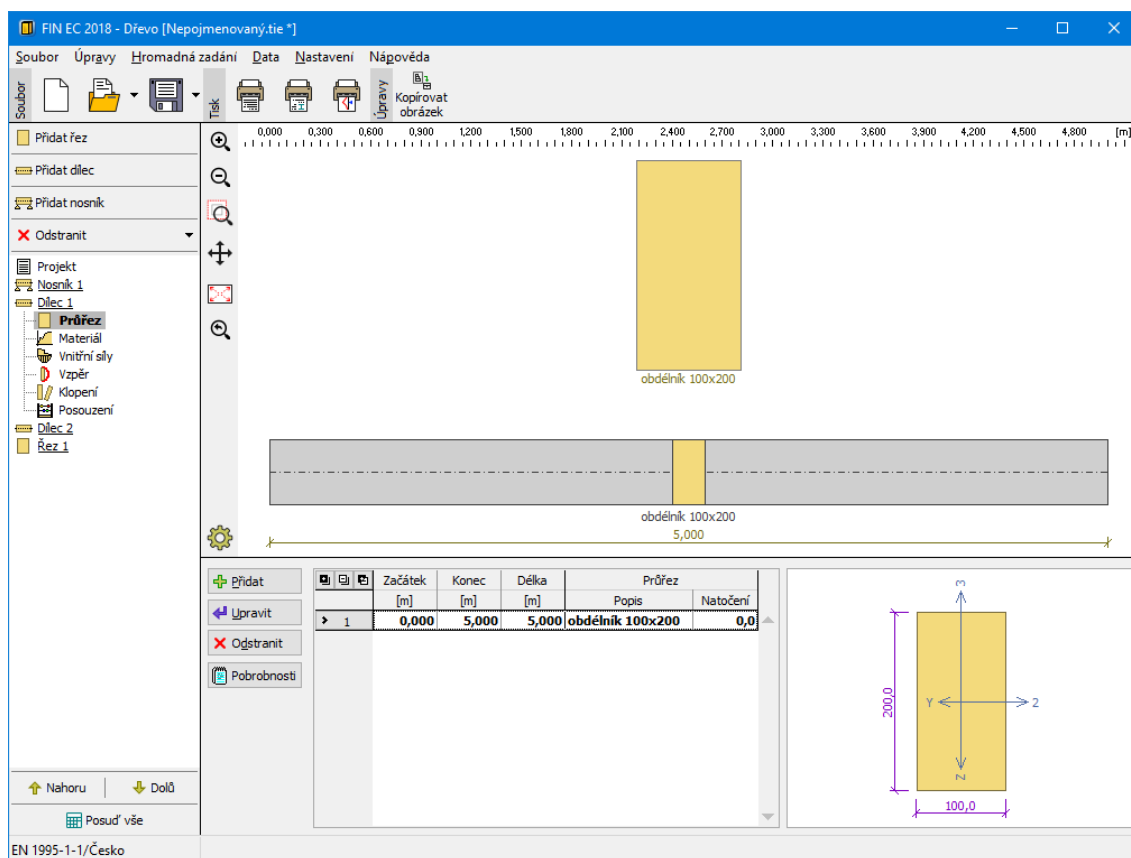 FIN EC 2018 - Dřevo [Nepojmenovaný.tie *]
Soubor Úpravy Hromadná zadání Data Nastavení Nápověda
Soubor
Tisk
Úpravy
Kopírovat
obrázek
Přidat řez
Přidat dílec
Přidat nosník
Odstranit
Projekt
Nosník 1
Dílec 1
Průřez
Materiál
Vnitřní síly
Vzpěr
Klopení
Posouzení
Dílec 2
Řez 1
Nahoru Dolů
Posuď vše
0,000 0,300 0,600 0,900 1,200 1,500 1,800 2,100 2,400 2,700 3,000 3,300 3,600 3,900 4,200 4,500 4,800 [m]
obdélník 100x200
obdélník 100x200
5,000
Přidat
Upravit
Odstranit
Pobrobnosti
Začátek Konec Délka Průřez
[m] [m] [m] Popis Natočení
1 0,000 5,000 5,000 obdélník 100x200 0,0
3
200,0
Y 2
Z
100,0
EN 1995-1-1/Česko